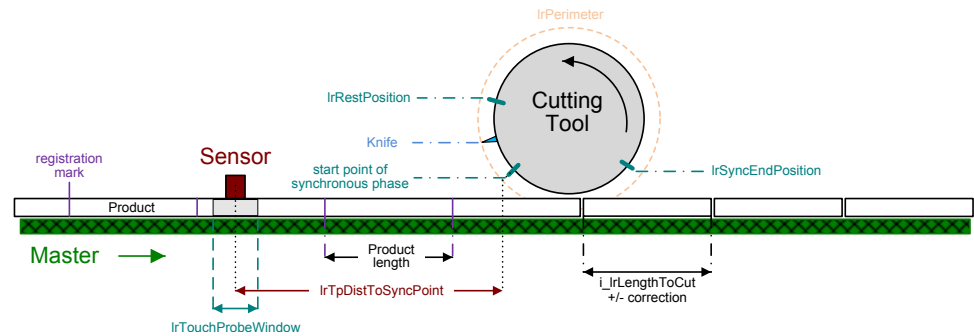 lrPerimeter
lrRestPosition
Cutting
Tool
Knife
registration
mark
Sensor
start point of
synchronous phase
lrSyncEndPosition
Product
Master
Product
length
lrTpDistToSyncPoint
i_lrLengthToCut
+/- correction
lrTouchProbeWindow